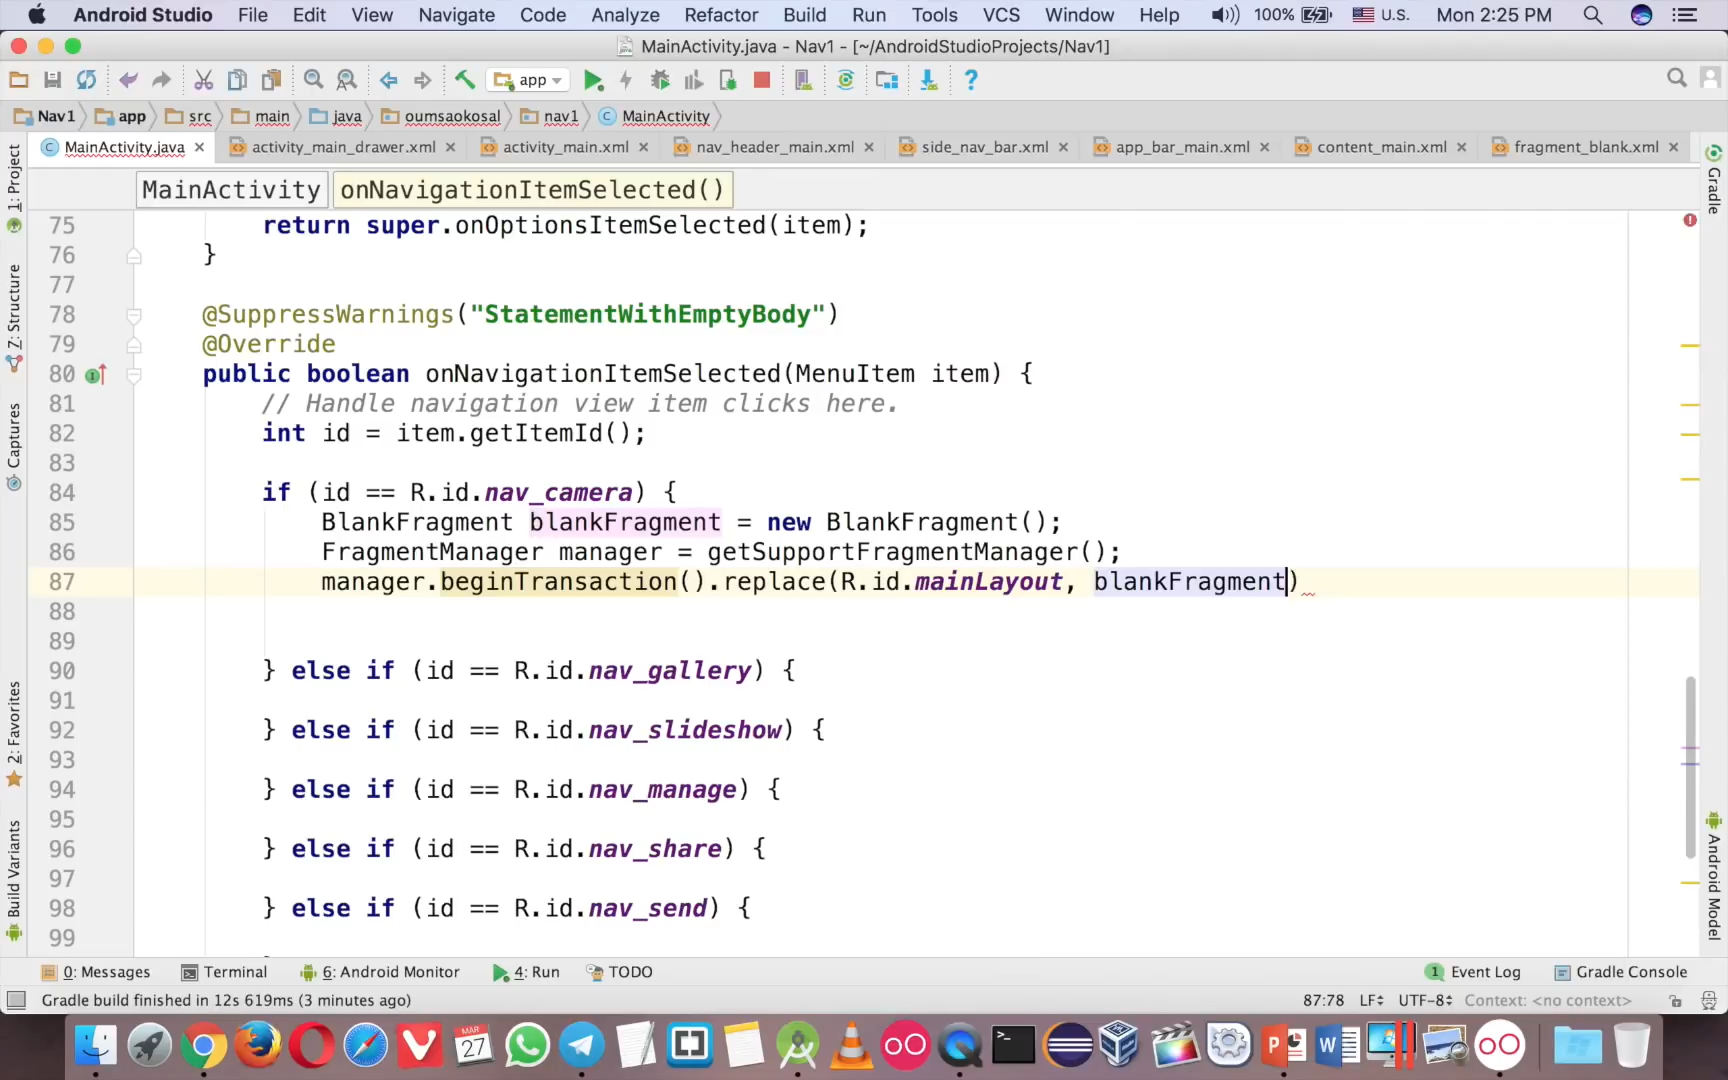 Android Studio File Edit View Navigate Code Analyze Refactor Build Run Tools VCS Window Help 100% U.S. Mon 2:25 PM
MainActivity.java - Nav1 - [~/AndroidStudioProjects/Nav1]
app
Nav1 app src main java oumsaokosal nav1 MainActivity
MainActivity.java activity_main_drawer.xml activity_main.xml nav_header_main.xml side_nav_bar.xml app_bar_main.xml content_main.xml fragment_blank.xml
MainActivity onNavigationItemSelected()
75 return super.onOptionsItemSelected(item);
76 }
77
78 @SuppressWarnings("StatementWithEmptyBody")
79 @Override
80 public boolean onNavigationItemSelected(MenuItem item) {
81 // Handle navigation view item clicks here.
82 int id = item.getItemId();
83
84 if (id == R.id.nav_camera) {
85 BlankFragment blankFragment = new BlankFragment();
86 FragmentManager manager = getSupportFragmentManager();
87 manager.beginTransaction().replace(R.id.mainLayout, blankFragment)
88
89
90 } else if (id == R.id.nav_gallery) {
91
92 } else if (id == R.id.nav_slideshow) {
93
94 } else if (id == R.id.nav_manage) {
95
96 } else if (id == R.id.nav_share) {
97
98 } else if (id == R.id.nav_send) {
99
1: Project
7: Structure
Captures
2: Favorites
Build Variants
Gradle
Android Model
0: Messages Terminal 6: Android Monitor 4: Run TODO 1 Event Log Gradle Console
Gradle build finished in 12s 619ms (3 minutes ago) 87:78 LF UTF-8 Context: <no context>
MAR
27
P W